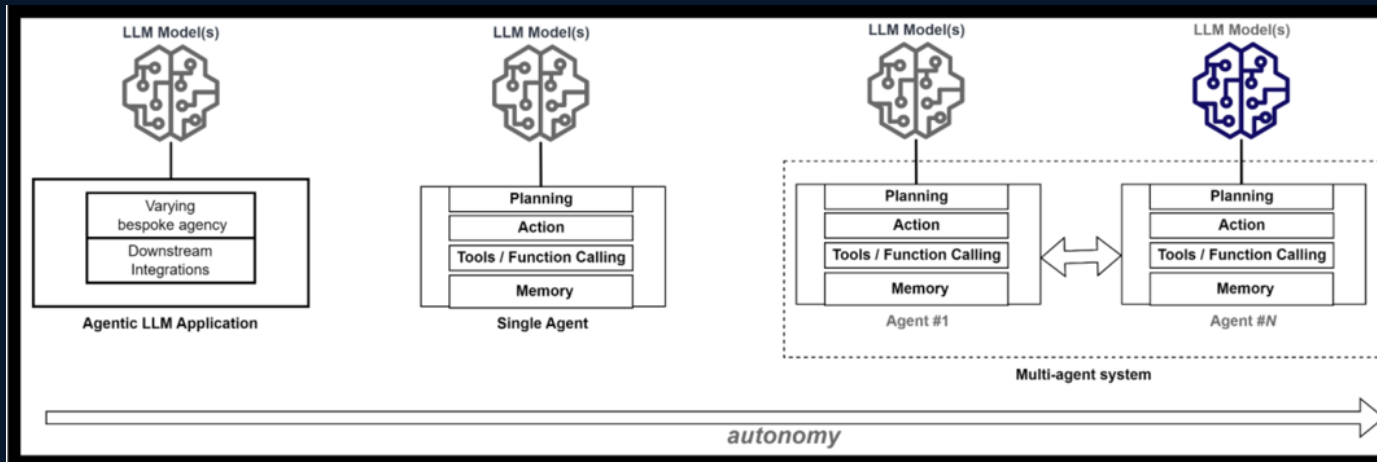 LLM Model(s)
LLM Model(s)
LLM Model(s)
LLM Model(s)
Varying
bespoke agency
Downstream
Integrations
Agentic LLM Application
Planning
Action
Tools / Function Calling
Memory
Single Agent
Planning
Action
Tools / Function Calling
Memory
Agent #1
Planning
Action
Tools / Function Calling
Memory
Agent #N
Multi-agent system
autonomy